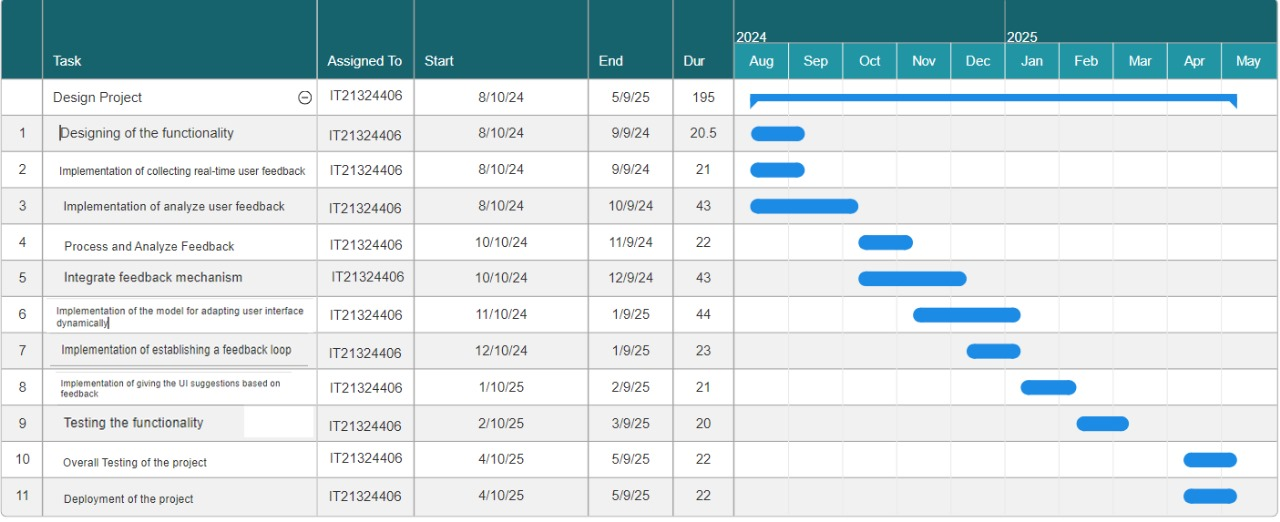 2024 2025
Task Assigned To Start End Dur Aug Sep Oct Nov Dec Jan Feb Mar Apr May
Design Project IT21324406 8/10/24 5/9/25 195
1 Designing of the functionality IT21324406 8/10/24 9/9/24 20.5
2 Implementation of collecting real-time user feedback IT21324406 8/10/24 9/9/24 21
3 Implementation of analyze user feedback IT21324406 8/10/24 10/9/24 43
4 Process and Analyze Feedback IT21324406 10/10/24 11/9/24 22
5 Integrate feedback mechanism IT21324406 10/10/24 12/9/24 43
6 Implementation of the model for adapting user interface
dynamically IT21324406 11/10/24 1/9/25 44
7 Implementation of establishing a feedback loop IT21324406 12/10/24 1/9/25 23
8 Implementation of giving the UI suggestions based on
feedback IT21324406 1/10/25 2/9/25 21
9 Testing the functionality IT21324406 2/10/25 3/9/25 20
10 Overall Testing of the project IT21324406 4/10/25 5/9/25 22
11 Deployment of the project IT21324406 4/10/25 5/9/25 22